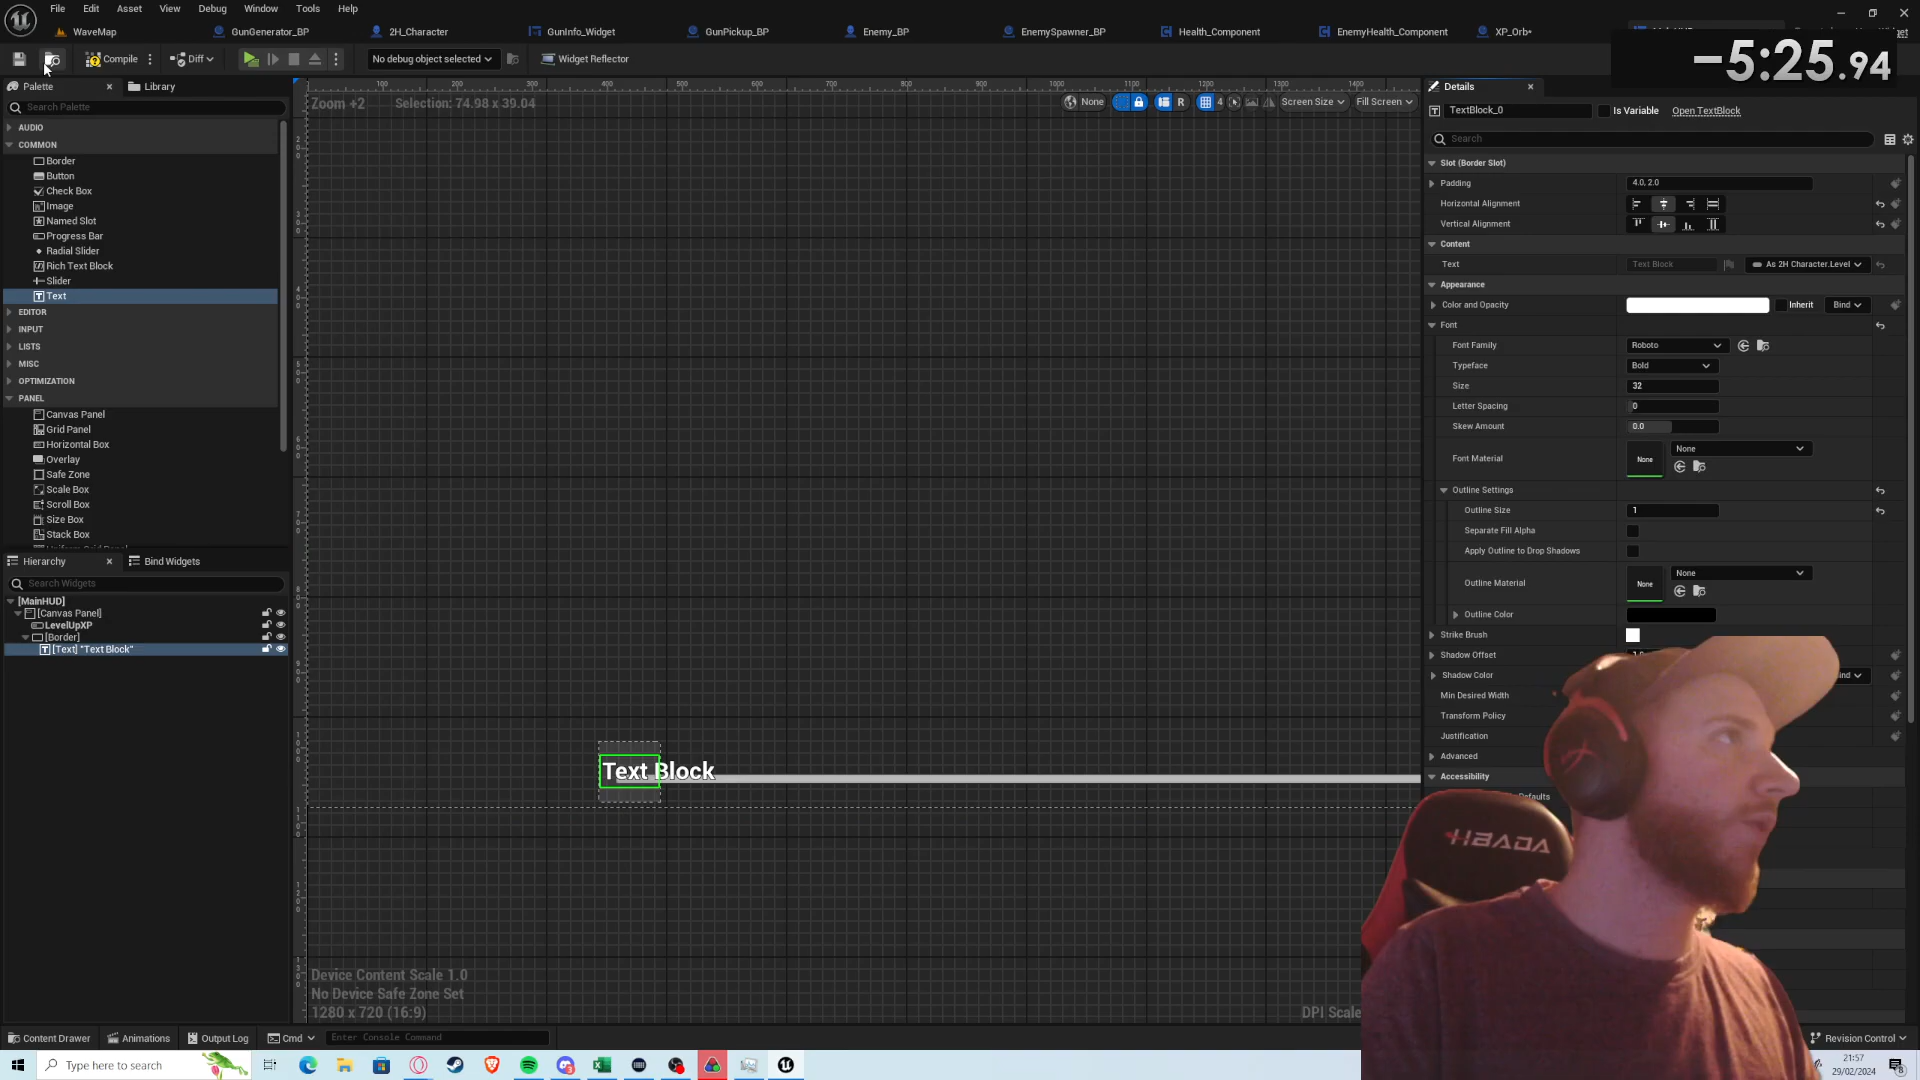 File Edit Asset View Debug Window Tools Help
WaveMap GunGenerator_BP 2H_Character GunInfo_Widget GunPickup_BP Enemy_BP EnemySpawner_BP Health_Component EnemyHealth_Component XP_Orb•
−5:25.94
Compile Diff No debug object selected Widget Reflector
Palette Library
Search Palette
AUDIO
COMMON
Border
Button
Check Box
Image
Named Slot
Progress Bar
Radial Slider
Rich Text Block
Slider
Text
EDITOR
INPUT
LISTS
MISC
OPTIMIZATION
PANEL
Canvas Panel
Grid Panel
Horizontal Box
Overlay
Safe Zone
Scale Box
Scroll Box
Size Box
Stack Box
Hierarchy Bind Widgets
Search Widgets
[MainHUD]
[Canvas Panel]
LevelUpXP
[Border]
[Text] "Text Block"
Zoom +2 Selection: 74.98 x 39.04
None R 4 Screen Size Fill Screen
Text Block
Device Content Scale 1.0
No Device Safe Zone Set
1280 x 720 (16:9)
DPI Scale
Details
TextBlock_0 Is Variable Open TextBlock
Search
Slot (Border Slot)
Padding 4.0, 2.0
Horizontal Alignment
Vertical Alignment
Content
Text Text Block As 2H Character.Level
Appearance
Color and Opacity Inherit Bind
Font
Font Family Roboto
Typeface Bold
Size 32
Letter Spacing 0
Skew Amount 0.0
Font Material None None
Outline Settings
Outline Size 1
Separate Fill Alpha
Apply Outline to Drop Shadows
Outline Material None None
Outline Color
Strike Brush
Shadow Offset
Shadow Color
Min Desired Width
Transform Policy
Justification
Advanced
Accessibility
HBADA
Content Drawer Animations Output Log Cmd Enter Console Command Revision Control
Type here to search
21:57
29/02/2024